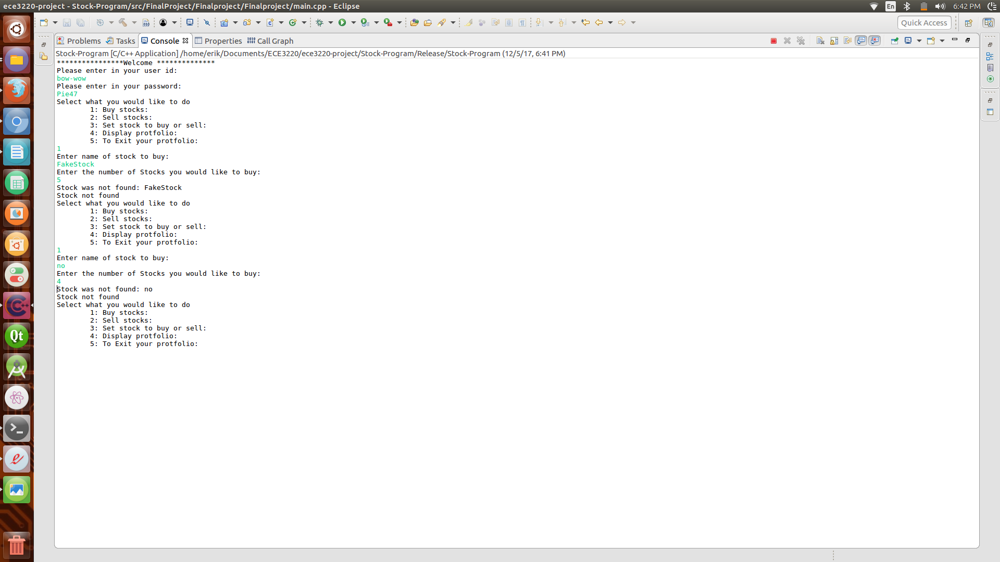 ece3220-project - Stock-Program/src/FinalProject/Finalproject/Finalproject/main.cpp - Eclipse
En
6:42 PM
Quick Access
Problems
Tasks
Console
Properties
Call Graph
Stock-Program [C/C++ Application] /home/erik/Documents/ECE3220/ece3220-project/Stock-Program/Release/Stock-Program (12/5/17, 6:41 PM)
****************Welcome **************
Please enter in your user id:
bow-wow
Please enter in your password:
Pie47
Select what you would like to do
1: Buy stocks:
2: Sell stocks:
3: Set stock to buy or sell:
4: Display protfolio:
5: To Exit your protfolio:
1
Enter name of stock to buy:
FakeStock
Enter the number of Stocks you would like to buy:
5
Stock was not found: FakeStock
Stock not found
Select what you would like to do
1: Buy stocks:
2: Sell stocks:
3: Set stock to buy or sell:
4: Display protfolio:
5: To Exit your protfolio:
1
Enter name of stock to buy:
no
Enter the number of Stocks you would like to buy:
4
Stock was not found: no
Stock not found
Select what you would like to do
1: Buy stocks:
2: Sell stocks:
3: Set stock to buy or sell:
4: Display protfolio:
5: To Exit your protfolio:
Qt